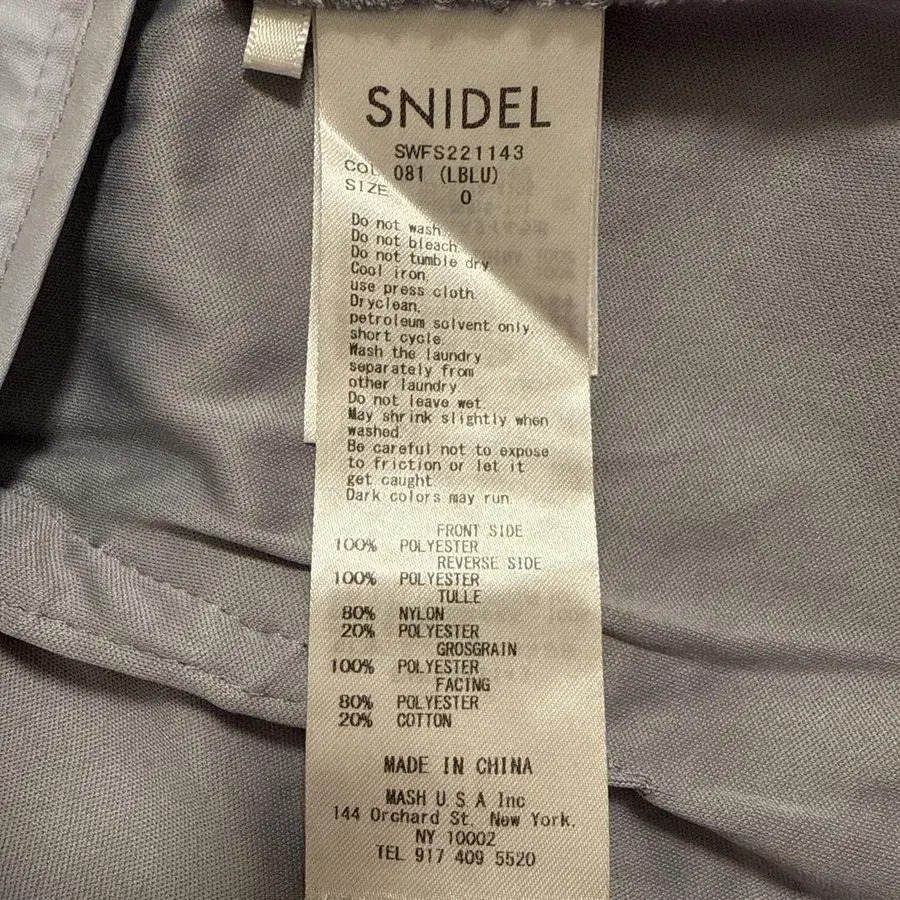 SNIDEL
SWFS221143
COL 081 (LBLU)
SIZE 0
Do not wash.
Do not bleach.
Do not tumble dry
Cool iron
use press cloth.
Dryclean,
petroleum solvent only,
short cycle.
Wash the laundry
separately from
other laundry.
Do not leave wet.
May shrink slightly when
washed.
Be careful not to expose
to friction or let it
get caught.
Dark colors may run.
FRONT SIDE
100% POLYESTER
REVERSE SIDE
100% POLYESTER
TULLE
80% NYLON
20% POLYESTER
GROSGRAIN
100% POLYESTER
FACING
80% POLYESTER
20% COTTON
MADE IN CHINA
MASH U.S.A Inc
144 Orchard St. New York,
NY 10002
TEL 917 409 5520